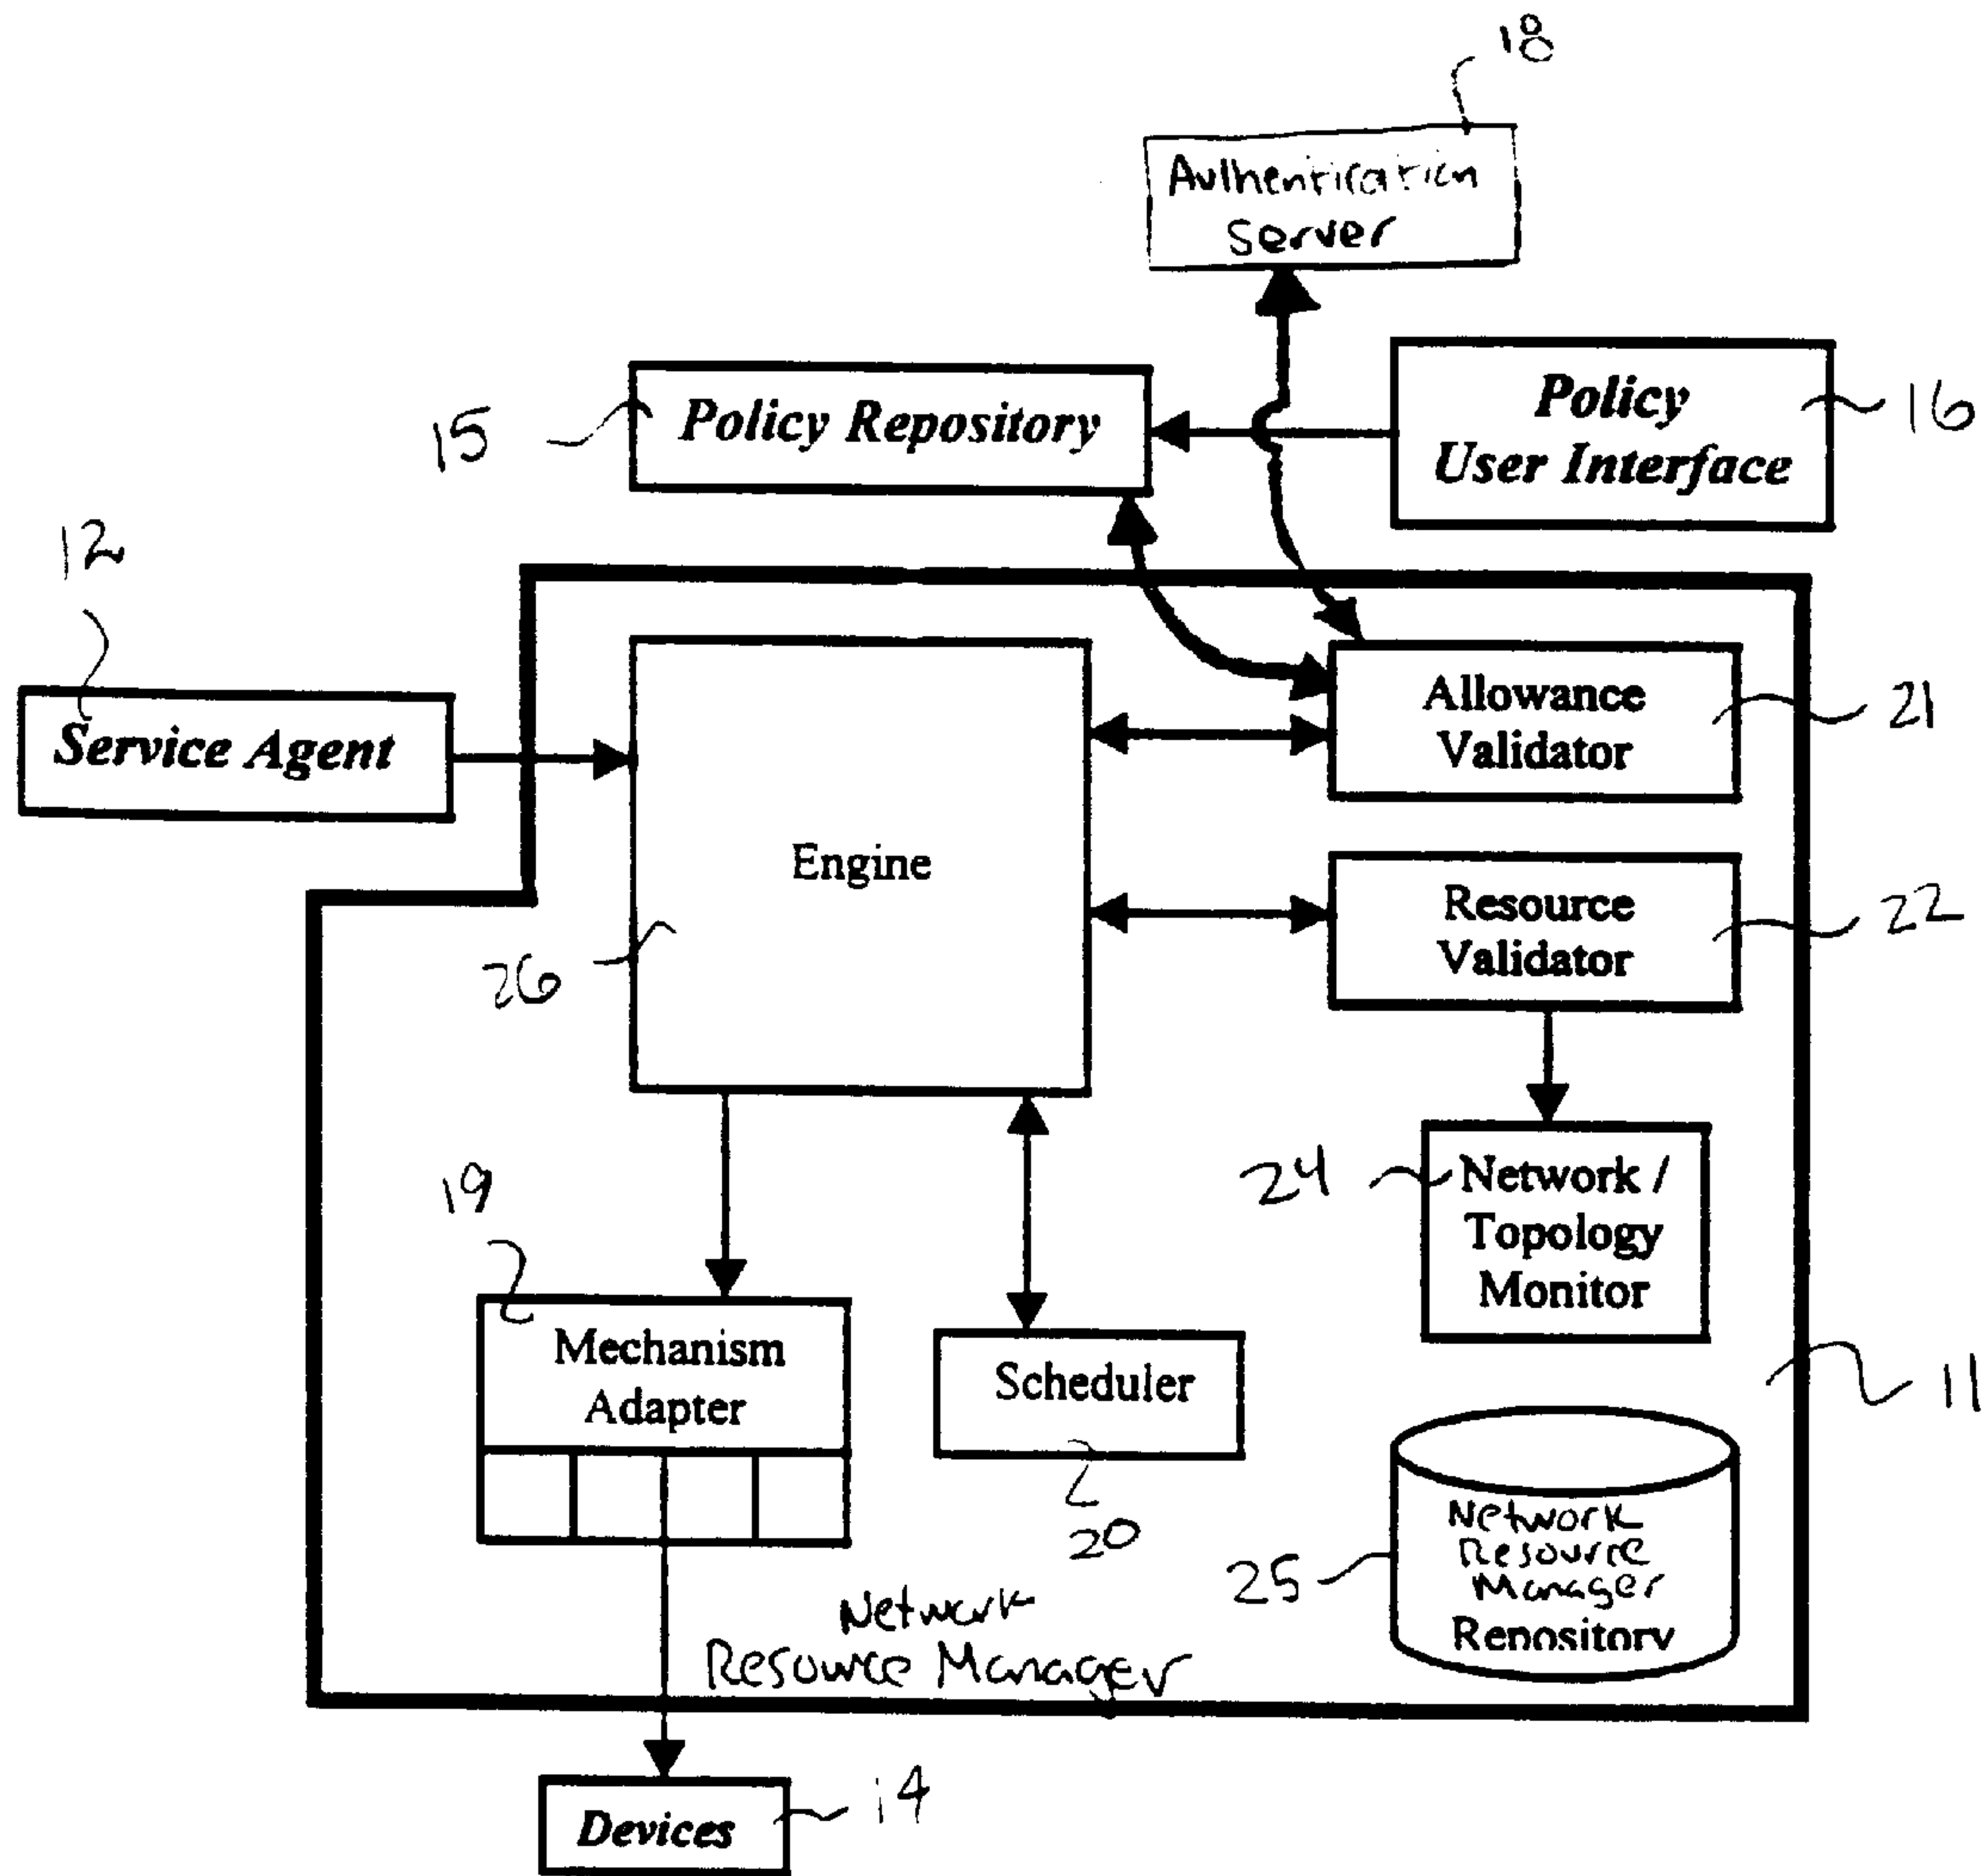 18
Authentication
Server
15
Policy Repository
Policy
User Interface
16
12
Service Agent
Engine
26
Allowance
Validator
21
Resource
Validator
22
24
Network /
Topology
Monitor
19
Mechanism
Adapter
Scheduler
20
11
25
Network
Resource
Manager
Repository
Network
Resource Manager
Devices
14